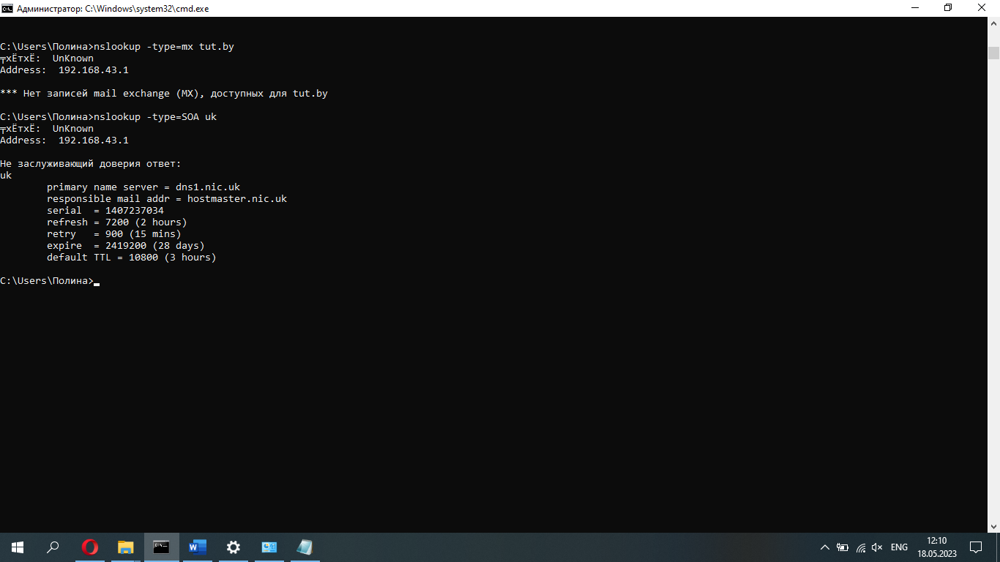 Администратор: C:\Windows\system32\cmd.exe
C:\Users\Полина>nslookup -type=mx tut.by
╤хЁтхЁ:  UnKnown
Address:  192.168.43.1
*** Нет записей mail exchange (MX), доступных для tut.by
C:\Users\Полина>nslookup -type=SOA uk
╤хЁтхЁ:  UnKnown
Address:  192.168.43.1
Не заслуживающий доверия ответ:
uk
primary name server = dns1.nic.uk
responsible mail addr = hostmaster.nic.uk
serial  = 1407237034
refresh = 7200 (2 hours)
retry   = 900 (15 mins)
expire  = 2419200 (28 days)
default TTL = 10800 (3 hours)
C:\Users\Полина>
ENG
12:10
18.05.2023